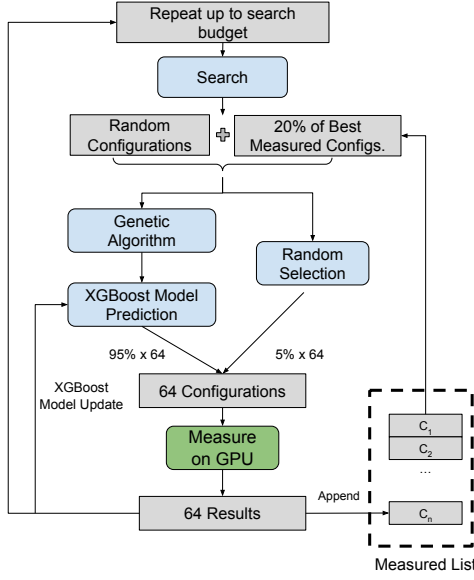 Repeat up to search
budget
Search
Random
Configurations
20% of Best
Measured Configs.
Genetic
Algorithm
Random
Selection
XGBoost Model
Prediction
95% x 64
5% x 64
XGBoost
Model Update
64 Configurations
C1
Measure
on GPU
C2
...
Append
64 Results
Cn
Measured List